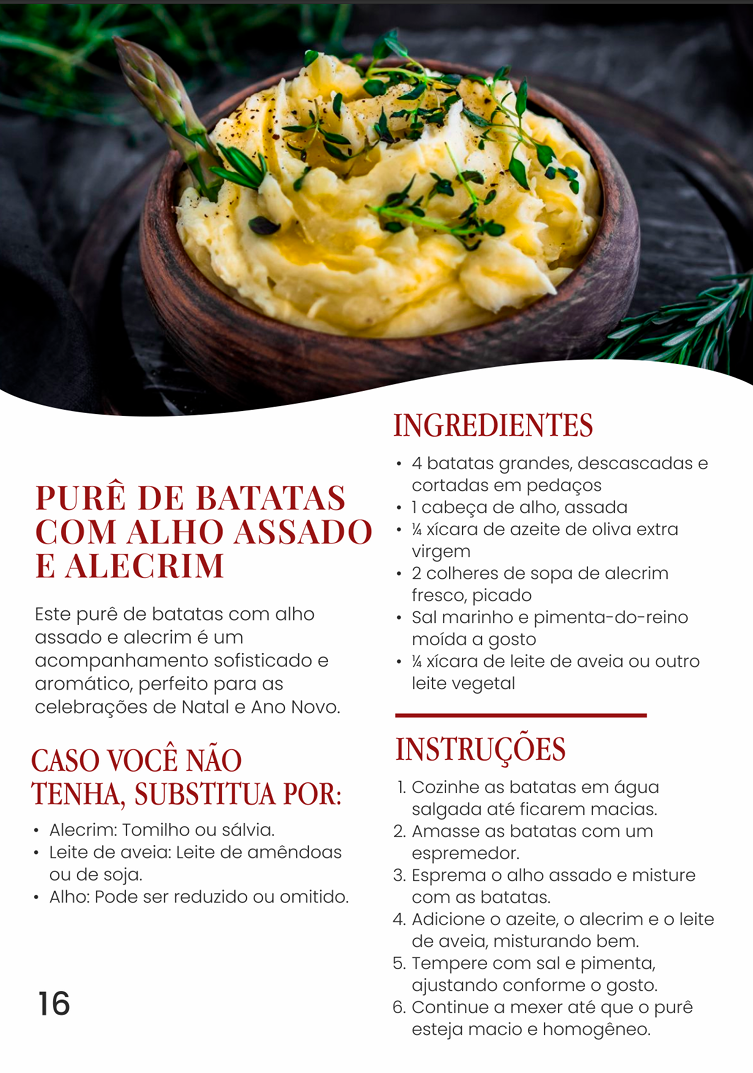 PURÊ DE BATATAS
COM ALHO ASSADO
E ALECRIM
Este purê de batatas com alho
assado e alecrim é um
acompanhamento sofisticado e
aromático, perfeito para as
celebrações de Natal e Ano Novo.
CASO VOCÊ NÃO
TENHA, SUBSTITUA POR:
• Alecrim: Tomilho ou sálvia.
• Leite de aveia: Leite de amêndoas
ou de soja.
• Alho: Pode ser reduzido ou omitido.
INGREDIENTES
• 4 batatas grandes, descascadas e
cortadas em pedaços
• 1 cabeça de alho, assada
• ¼ xícara de azeite de oliva extra
virgem
• 2 colheres de sopa de alecrim
fresco, picado
• Sal marinho e pimenta-do-reino
moída a gosto
• ¼ xícara de leite de aveia ou outro
leite vegetal
INSTRUÇÕES
1. Cozinhe as batatas em água
salgada até ficarem macias.
2. Amasse as batatas com um
espremedor.
3. Esprema o alho assado e misture
com as batatas.
4. Adicione o azeite, o alecrim e o leite
de aveia, misturando bem.
5. Tempere com sal e pimenta,
ajustando conforme o gosto.
6. Continue a mexer até que o purê
esteja macio e homogêneo.
16